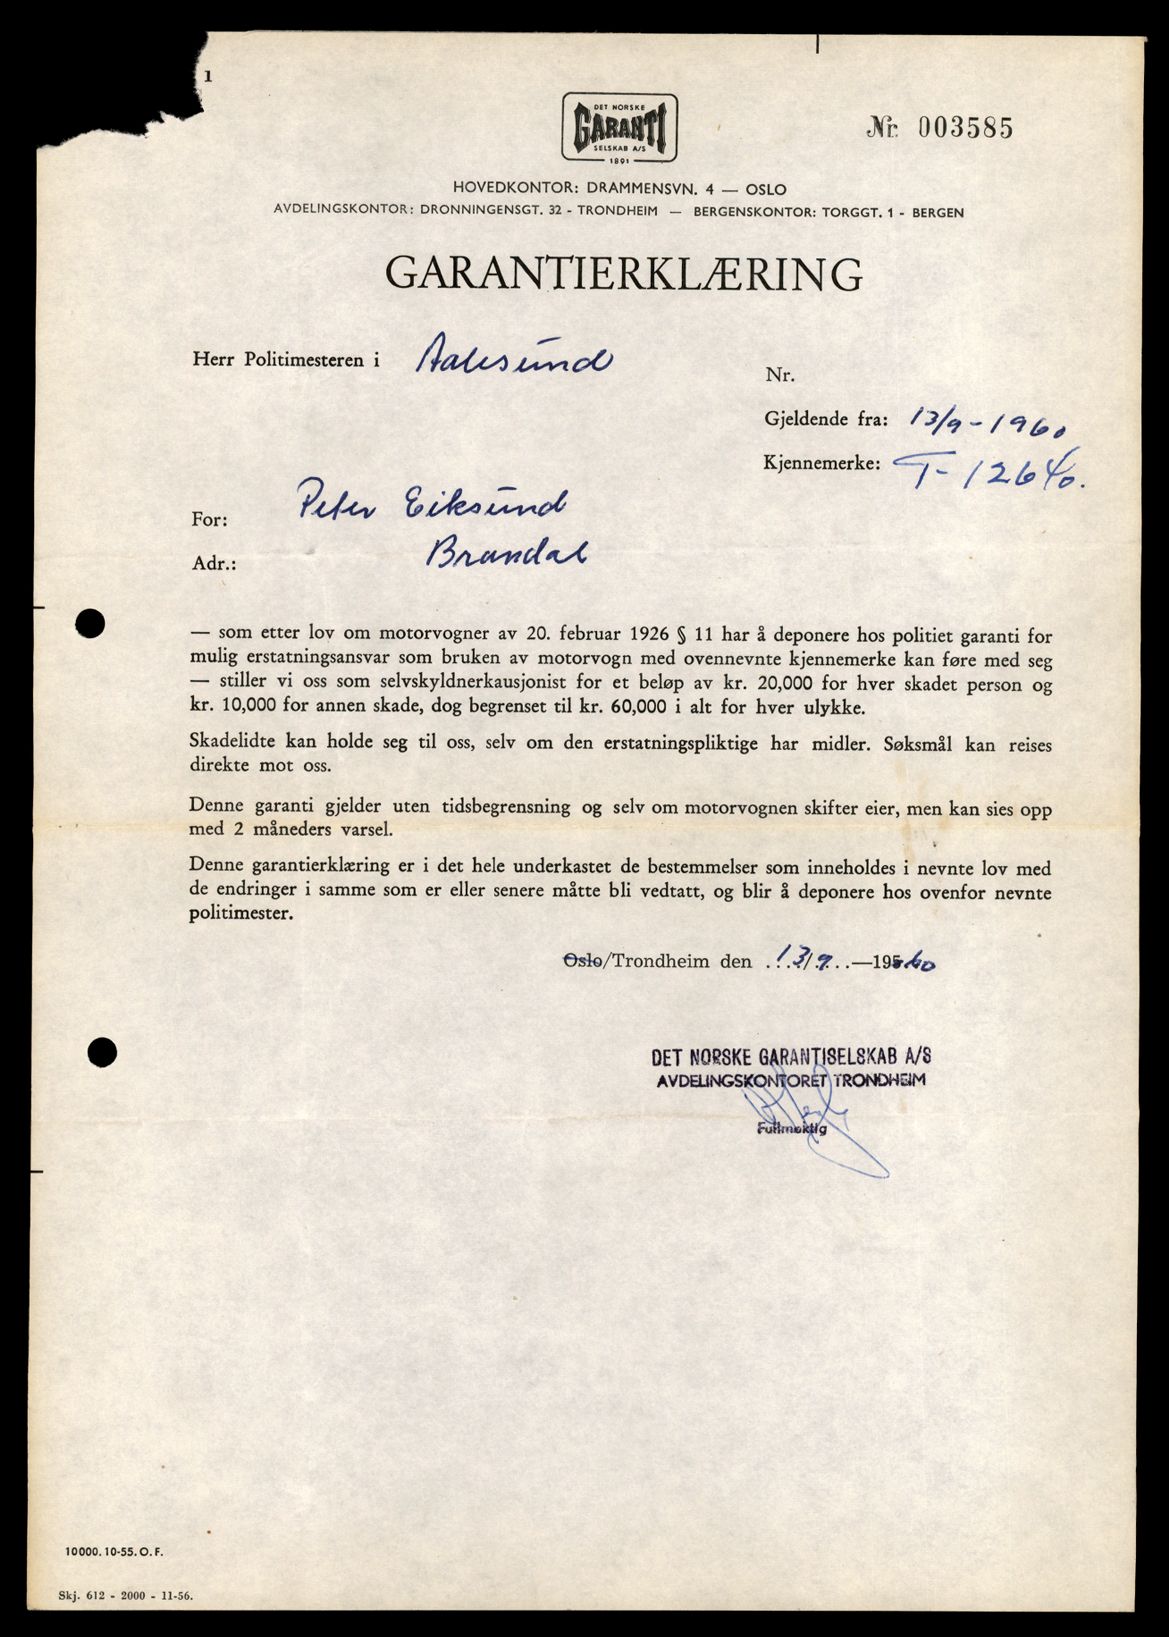 1
DET NORSKE
GARANTI
SELSKAB A/S
1891
Nr. 003585
HOVEDKONTOR: DRAMMENSVN. 4 — OSLO
AVDELINGSKONTOR: DRONNINGENSGT. 32 - TRONDHEIM — BERGENSKONTOR: TORGGT. 1 - BERGEN
GARANTIERKLÆRING
Herr Politimesteren i Aalesund
Nr.
Gjeldende fra: 13/9-1960
Kjennemerke: T-12640.
For: Peter Eiksund
Adr.: Brandal
— som etter lov om motorvogner av 20. februar 1926 § 11 har å deponere hos politiet garanti for
mulig erstatningsansvar som bruken av motorvogn med ovennevnte kjennemerke kan føre med seg
— stiller vi oss som selvskyldnerkausjonist for et beløp av kr. 20,000 for hver skadet person og
kr. 10,000 for annen skade, dog begrenset til kr. 60,000 i alt for hver ulykke.
Skadelidte kan holde seg til oss, selv om den erstatningspliktige har midler. Søksmål kan reises
direkte mot oss.
Denne garanti gjelder uten tidsbegrensning og selv om motorvognen skifter eier, men kan sies opp
med 2 måneders varsel.
Denne garantierklæring er i det hele underkastet de bestemmelser som inneholdes i nevnte lov med
de endringer i samme som er eller senere måtte bli vedtatt, og blir å deponere hos ovenfor nevnte
politimester.
Oslo/Trondheim den 13/9 —1960
DET NORSKE GARANTISELSKAB A/S
AVDELINGSKONTORET TRONDHEIM
Fullmektig
10000. 10-55. O. F.
Skj. 612 - 2000 - 11-56.